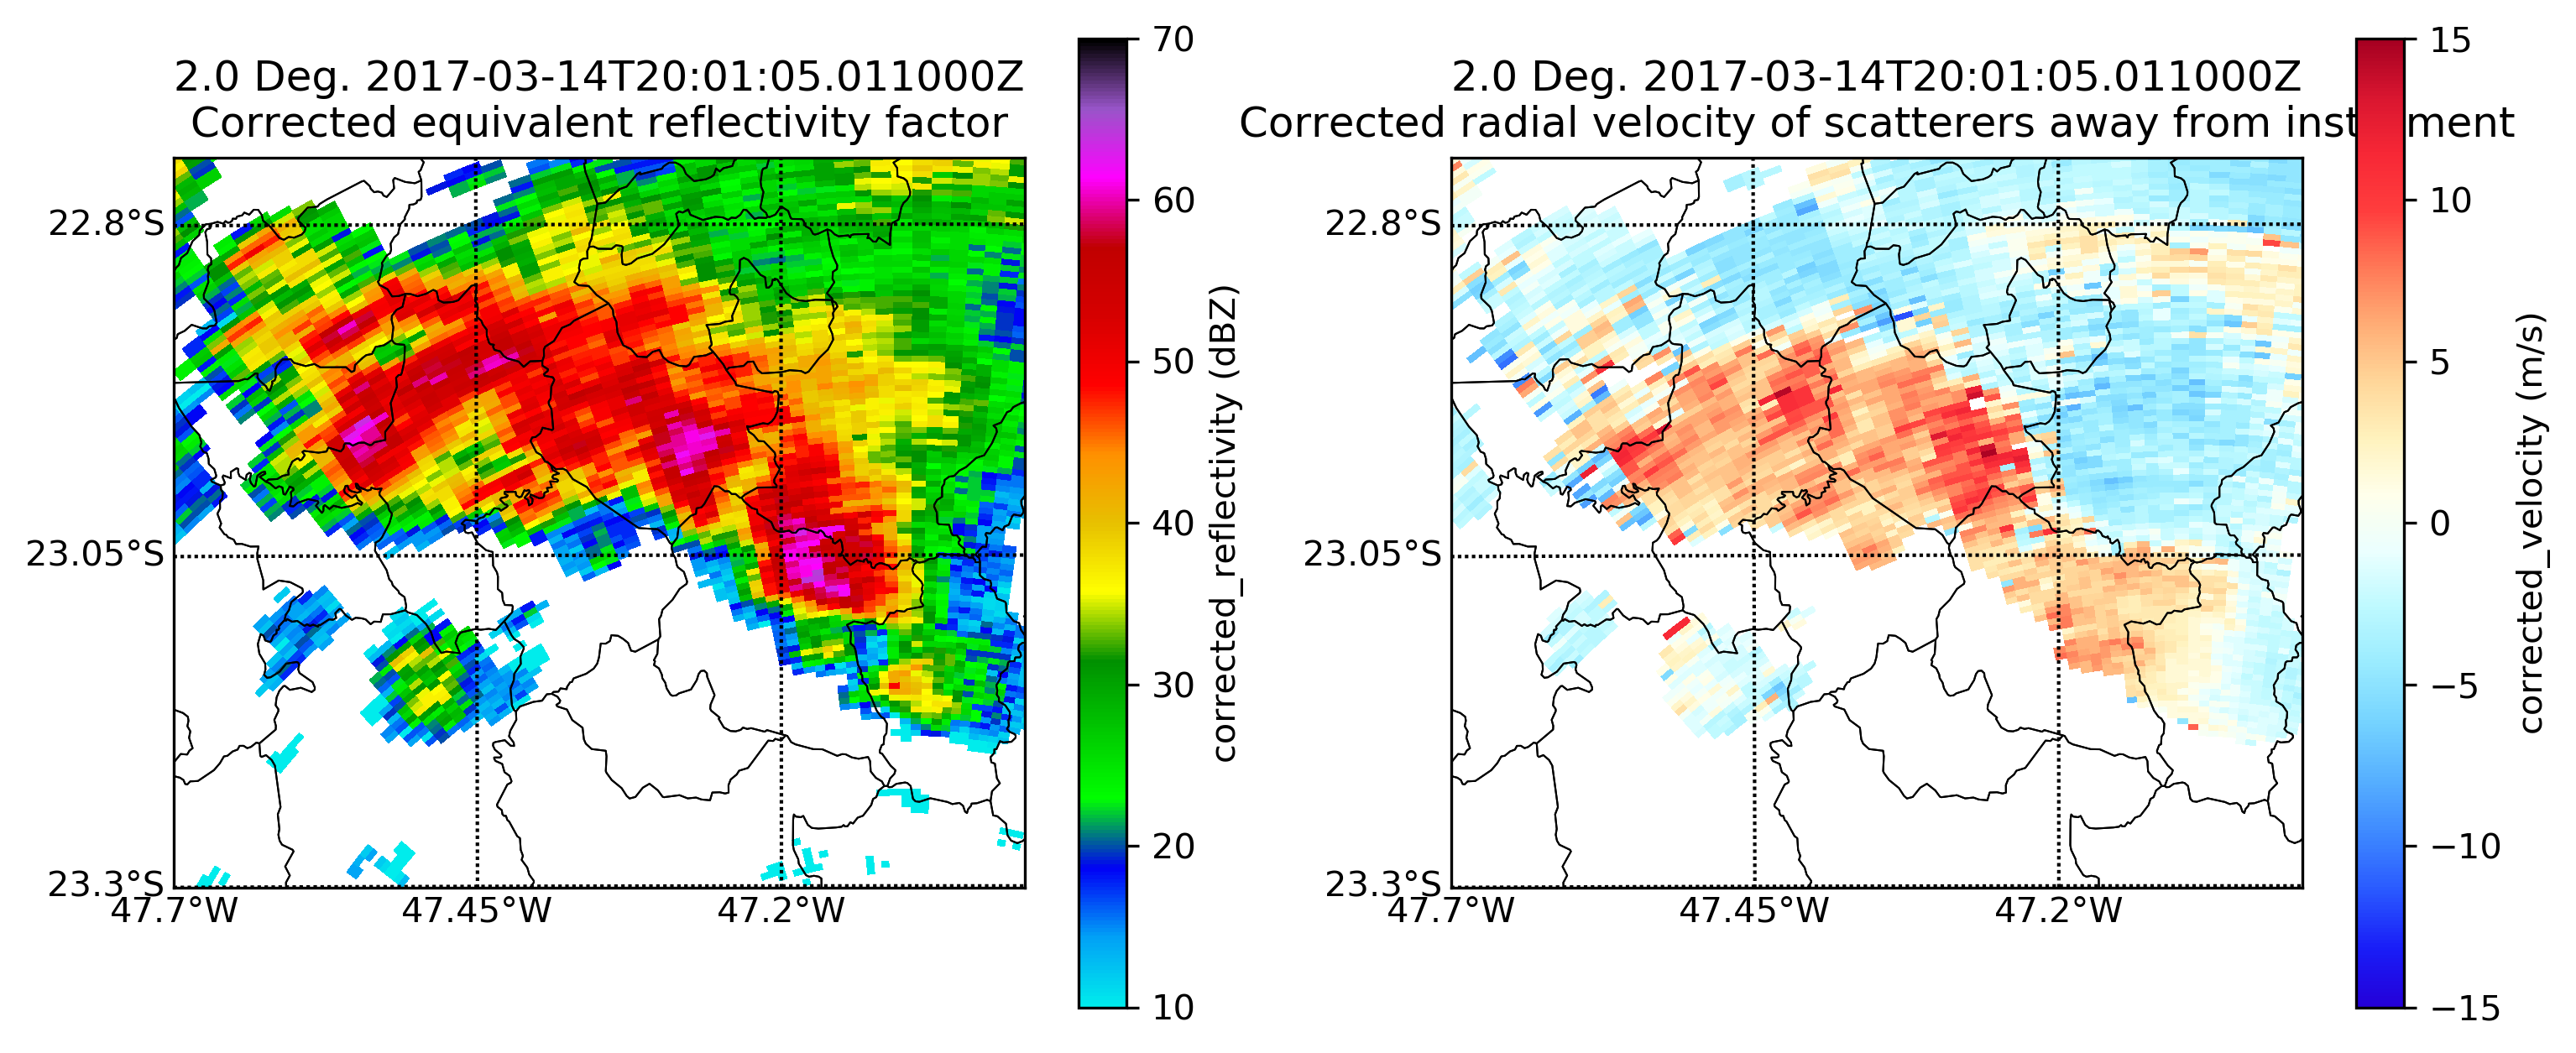 2.0 Deg. 2017-03-14T20:01:05.011000Z
Corrected equivalent reflectivity factor
22.8°S
23.05°S
23.3°S
47.7°W
47.45°W
47.2°W
70
60
50
40
30
20
10
corrected_reflectivity (dBZ)
2.0 Deg. 2017-03-14T20:01:05.011000Z
Corrected radial velocity of scatterers away from inst ment
22.8°S
23.05°S
23.3°S
47.7°W
47.45°W
47.2°W
15
10
5
0
−5
−10
−15
corrected_velocity (m/s)